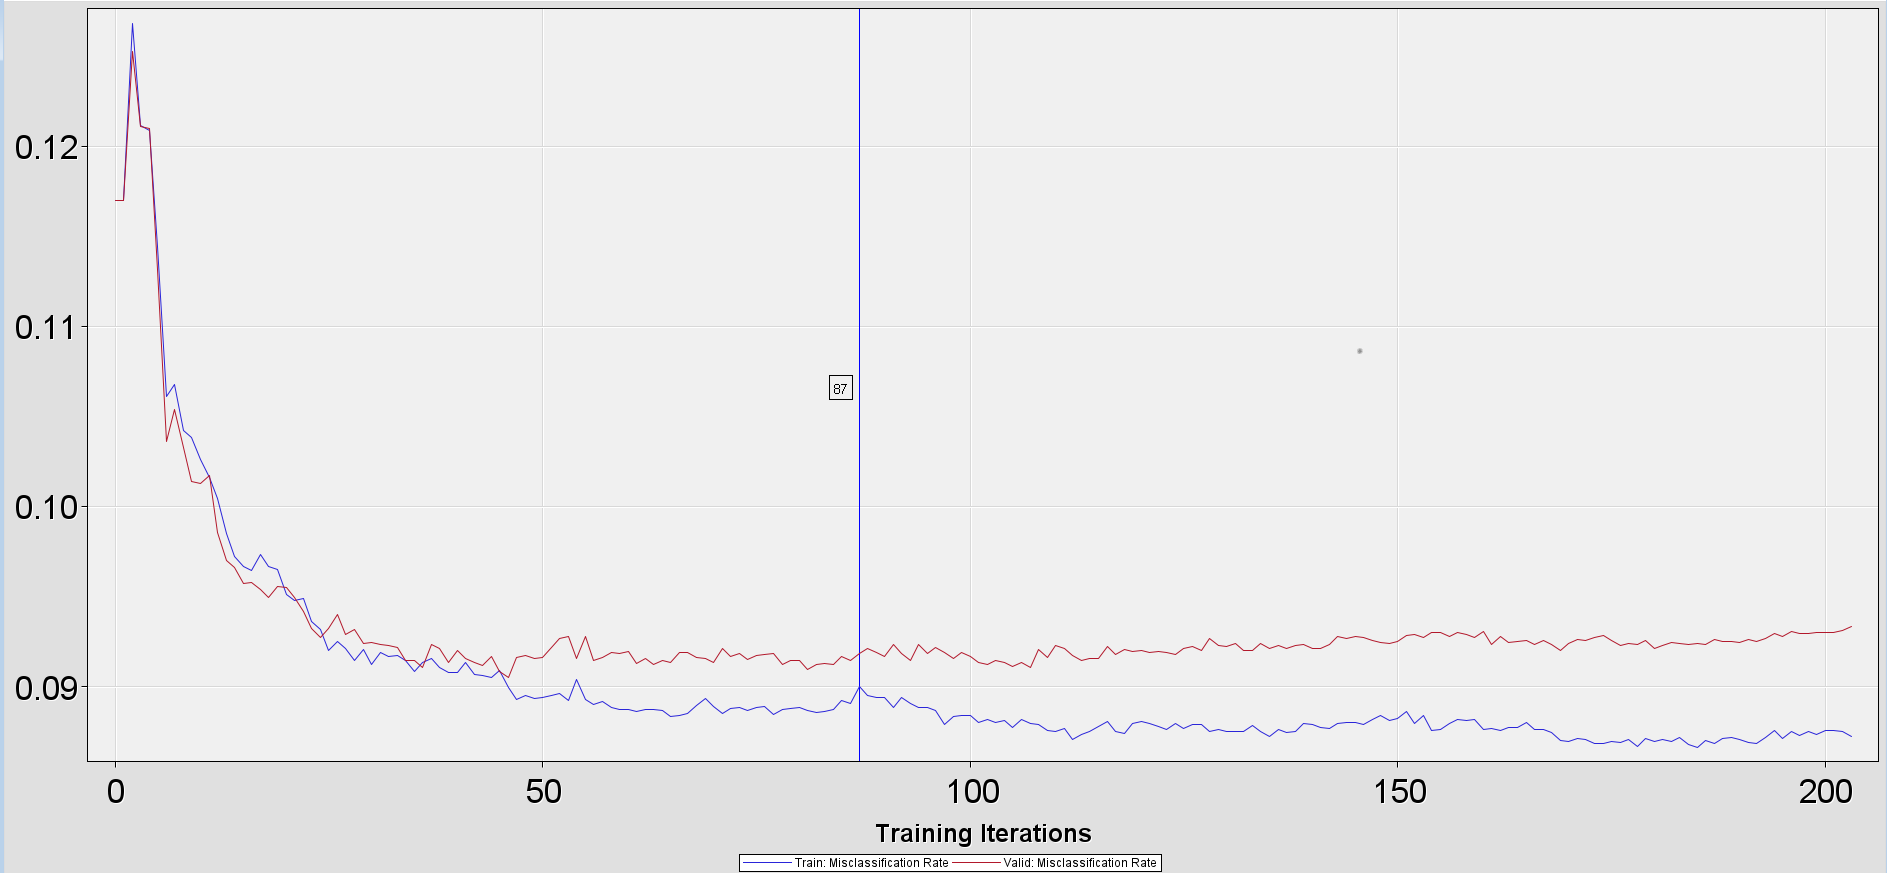 0.12
0.11
87
0.10
0.09
0 50 100 150 200
Training Iterations
Train: Misclassification Rate Valid: Misclassification Rate